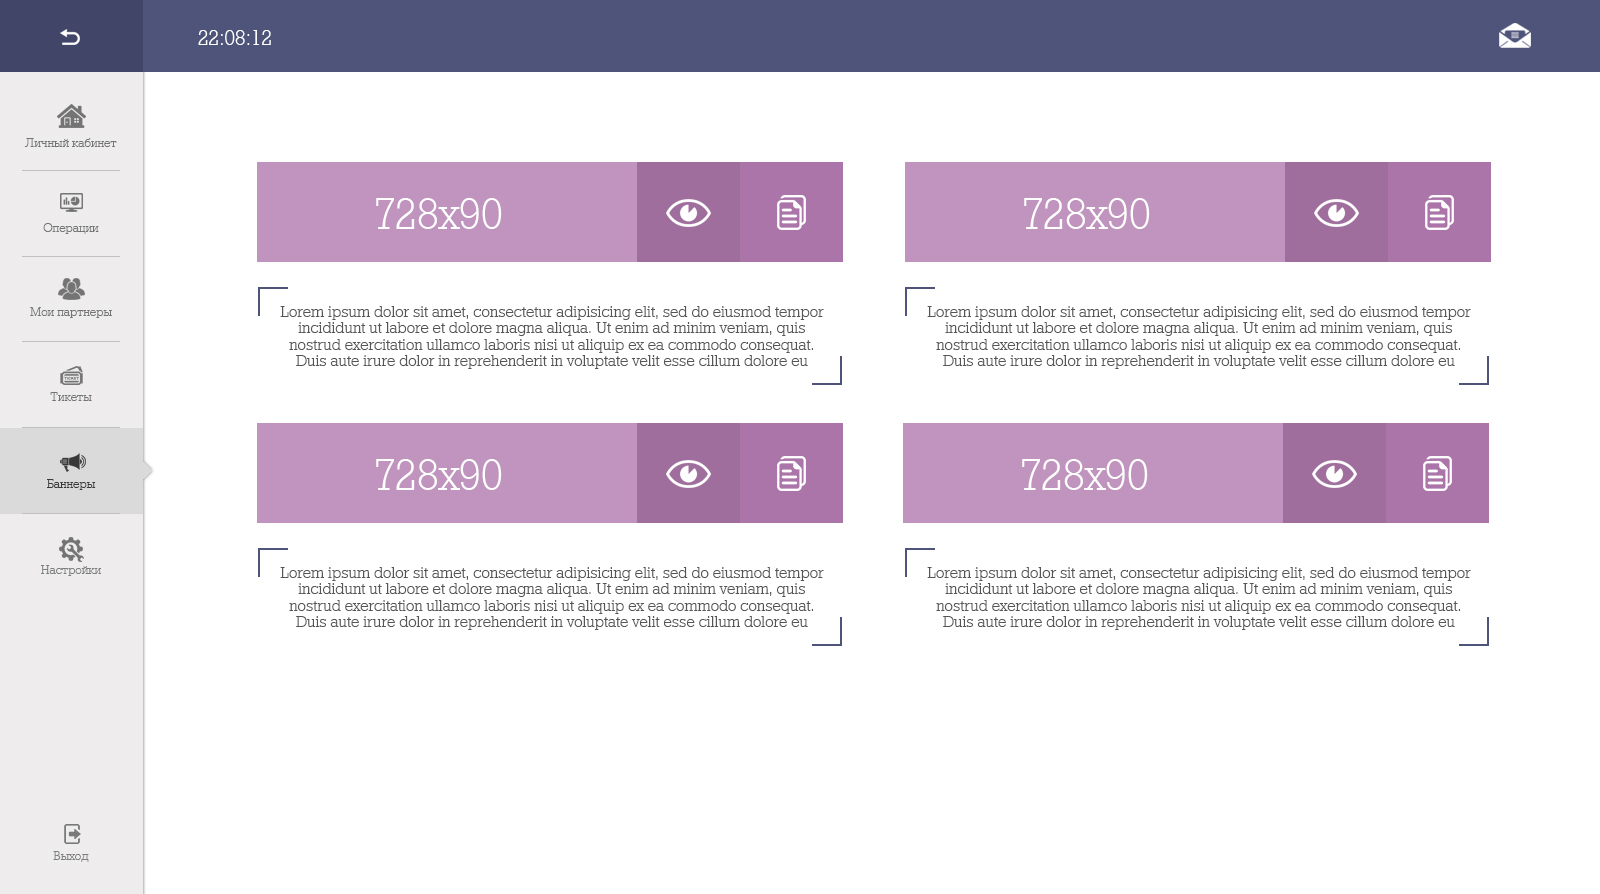 22:08:12
Личный кабинет
Операции
Мои партнеры
Тикеты
Баннеры
Настройки
Выход
728x90
Lorem ipsum dolor sit amet, consectetur adipisicing elit, sed do eiusmod tempor
incididunt ut labore et dolore magna aliqua. Ut enim ad minim veniam, quis
nostrud exercitation ullamco laboris nisi ut aliquip ex ea commodo consequat.
Duis aute irure dolor in reprehenderit in voluptate velit esse cillum dolore eu
728x90
Lorem ipsum dolor sit amet, consectetur adipisicing elit, sed do eiusmod tempor
incididunt ut labore et dolore magna aliqua. Ut enim ad minim veniam, quis
nostrud exercitation ullamco laboris nisi ut aliquip ex ea commodo consequat.
Duis aute irure dolor in reprehenderit in voluptate velit esse cillum dolore eu
728x90
Lorem ipsum dolor sit amet, consectetur adipisicing elit, sed do eiusmod tempor
incididunt ut labore et dolore magna aliqua. Ut enim ad minim veniam, quis
nostrud exercitation ullamco laboris nisi ut aliquip ex ea commodo consequat.
Duis aute irure dolor in reprehenderit in voluptate velit esse cillum dolore eu
728x90
Lorem ipsum dolor sit amet, consectetur adipisicing elit, sed do eiusmod tempor
incididunt ut labore et dolore magna aliqua. Ut enim ad minim veniam, quis
nostrud exercitation ullamco laboris nisi ut aliquip ex ea commodo consequat.
Duis aute irure dolor in reprehenderit in voluptate velit esse cillum dolore eu